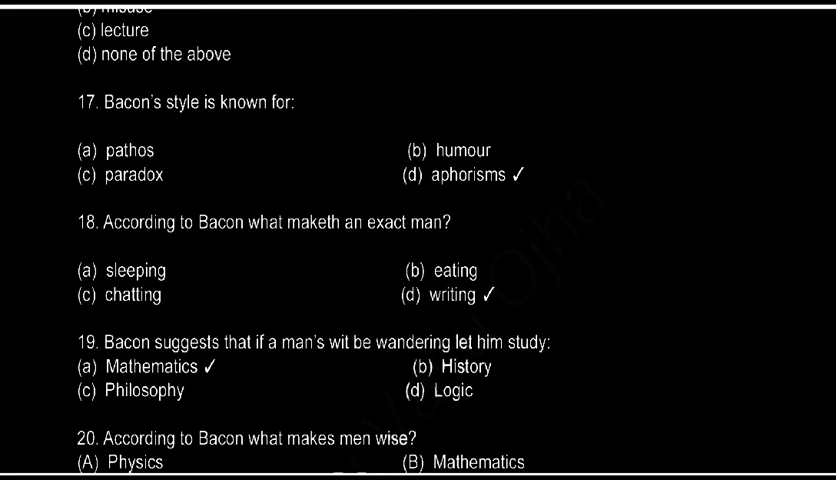 (b) misuse
(c) lecture
(d) none of the above
17. Bacon's style is known for:
(a) pathos (b) humour
(c) paradox (d) aphorisms ✓
18. According to Bacon what maketh an exact man?
(a) sleeping (b) eating
(c) chatting (d) writing ✓
19. Bacon suggests that if a man's wit be wandering let him study:
(a) Mathematics ✓ (b) History
(c) Philosophy (d) Logic
20. According to Bacon what makes men wise?
(A) Physics (B) Mathematics